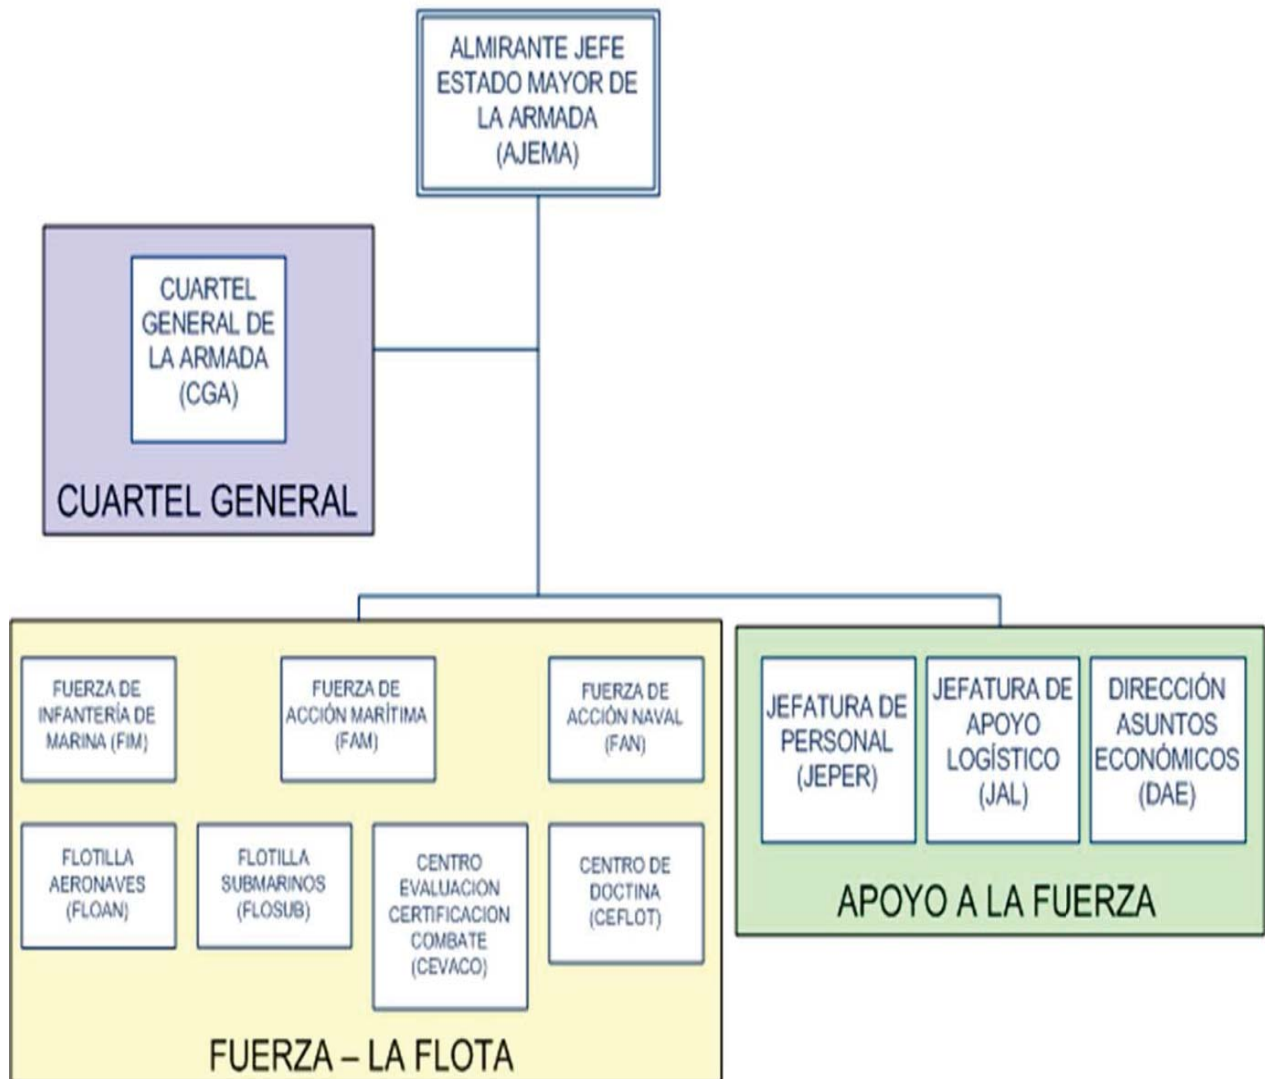 ALMIRANTE JEFE
ESTADO MAYOR DE
LA ARMADA
(AJEMA)
CUARTEL
GENERAL DE
LA ARMADA
(CGA)
CUARTEL GENERAL
FUERZA DE
INFANTERÍA DE
MARINA (FIM)
FUERZA DE
ACCIÓN MARÍTIMA
(FAM)
FUERZA DE
ACCIÓN NAVAL
(FAN)
FLOTILLA
AERONAVES
(FLOAN)
FLOTILLA
SUBMARINOS
(FLOSUB)
CENTRO
EVALUACION
CERTIFICACION
COMBATE
(CEVACO)
CENTRO DE
DOCTINA
(CEFLOT)
FUERZA – LA FLOTA
JEFATURA DE
PERSONAL
(JEPER)
JEFATURA DE
APOYO
LOGÍSTICO
(JAL)
DIRECCIÓN
ASUNTOS
ECONÓMICOS
(DAE)
APOYO A LA FUERZA